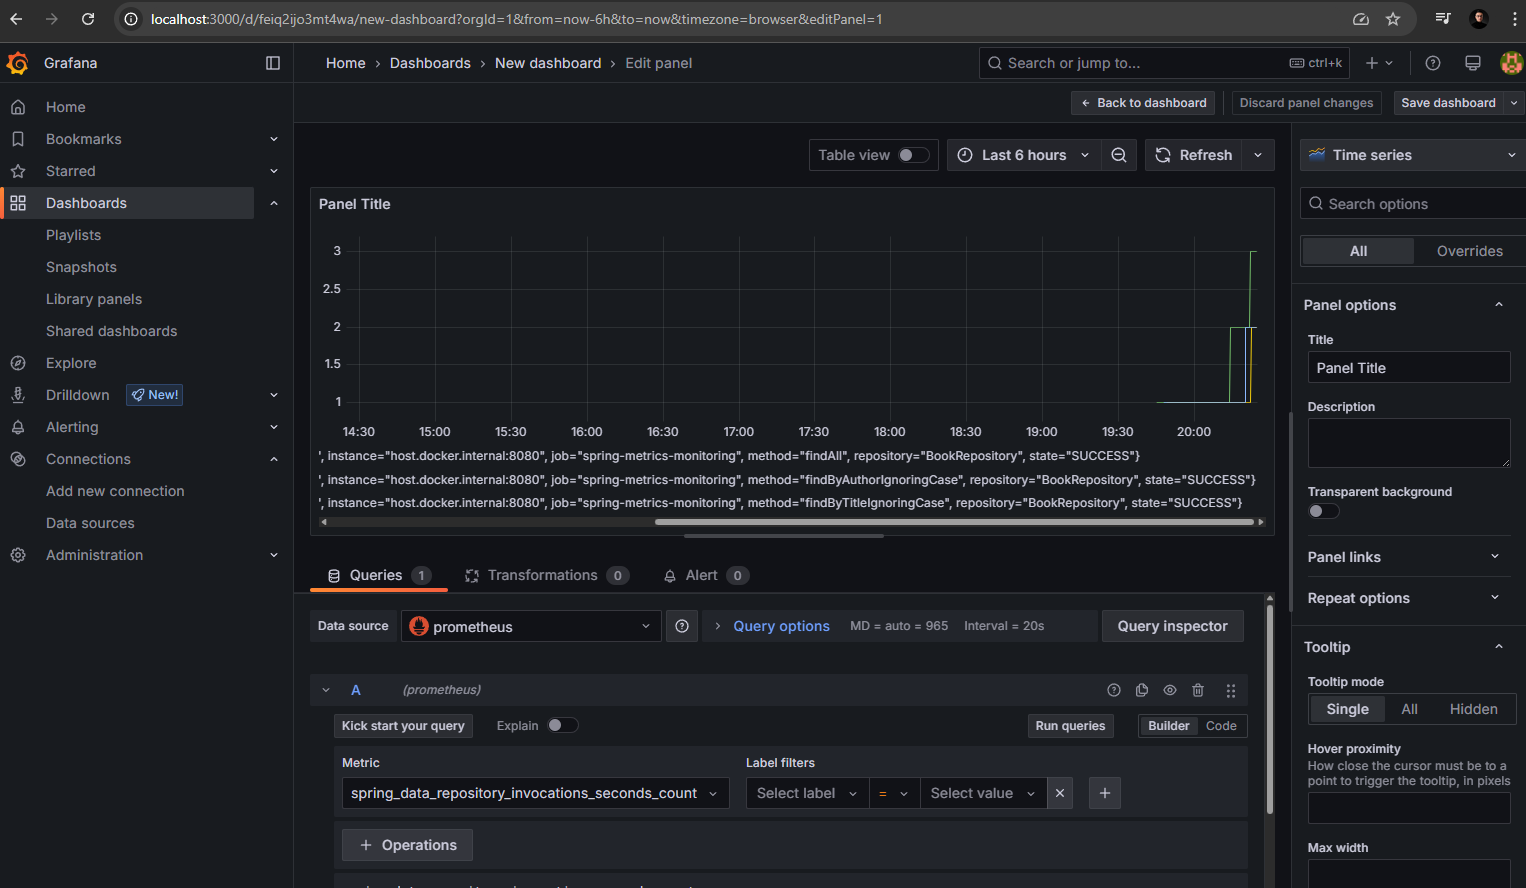 localhost:3000/d/feiq2ijo3mt4wa/new-dashboard?orgId=1&from=now-6h&to=now&timezone=browser&editPanel=1
Grafana
Home › Dashboards › New dashboard › Edit panel
Search or jump to...
ctrl+k
Back to dashboard
Discard panel changes
Save dashboard
Home
Bookmarks
Starred
Dashboards
Playlists
Snapshots
Library panels
Shared dashboards
Explore
Drilldown New!
Alerting
Connections
Add new connection
Data sources
Administration
Table view
Last 6 hours
Refresh
Panel Title
3
2.5
2
1.5
1
14:30 15:00 15:30 16:00 16:30 17:00 17:30 18:00 18:30 19:00 19:30 20:00
", instance="host.docker.internal:8080", job="spring-metrics-monitoring", method="findAll", repository="BookRepository", state="SUCCESS"}
", instance="host.docker.internal:8080", job="spring-metrics-monitoring", method="findByAuthorIgnoringCase", repository="BookRepository", state="SUCCESS"}
", instance="host.docker.internal:8080", job="spring-metrics-monitoring", method="findByTitleIgnoringCase", repository="BookRepository", state="SUCCESS"}
Queries 1
Transformations 0
Alert 0
Data source
prometheus
Query options MD = auto = 965 Interval = 20s
Query inspector
A (prometheus)
Kick start your query
Explain
Run queries
Builder Code
Metric
spring_data_repository_invocations_seconds_count
Label filters
Select label = Select value
+ Operations
Time series
Search options
All Overrides
Panel options
Title
Panel Title
Description
Transparent background
Panel links
Repeat options
Tooltip
Tooltip mode
Single All Hidden
Hover proximity
How close the cursor must be to a
point to trigger the tooltip, in pixels
Max width